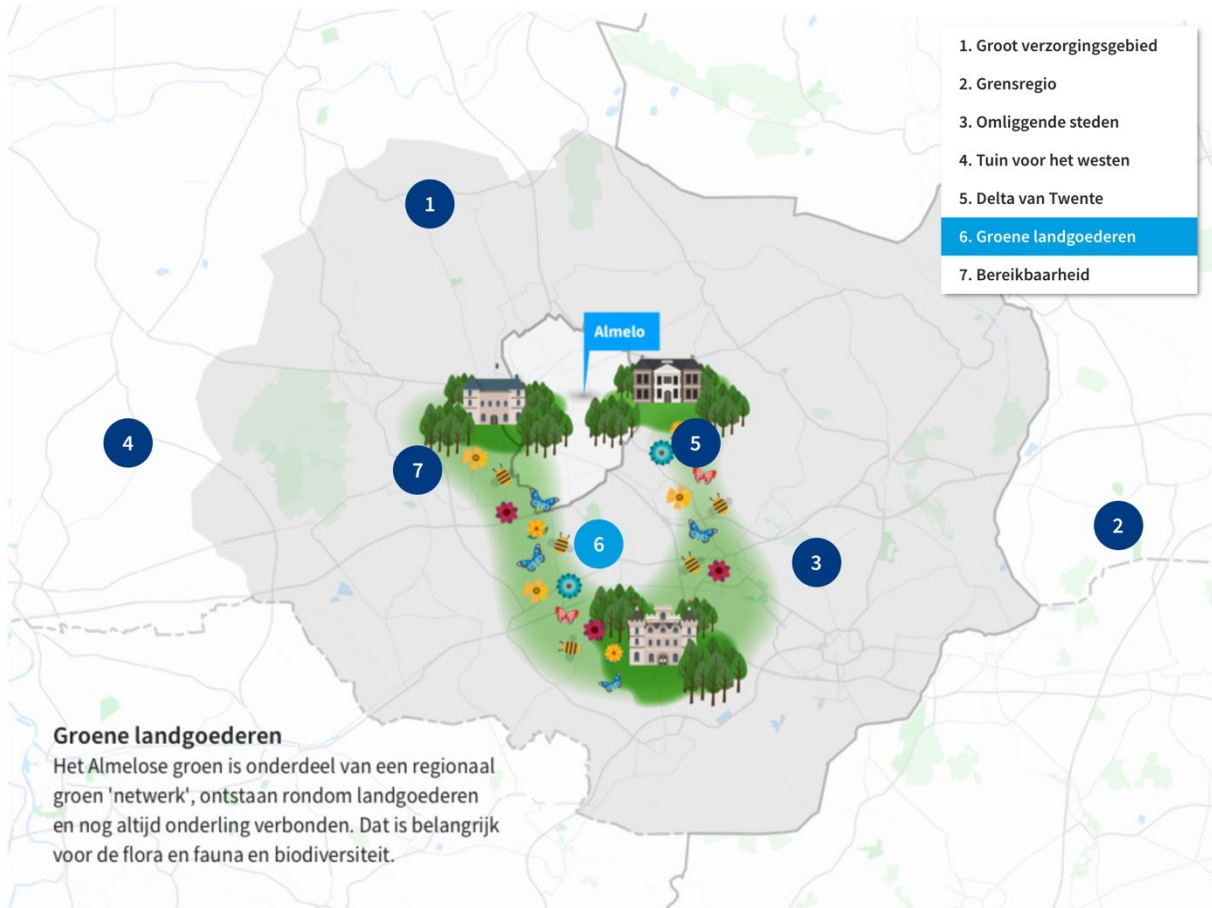 1. Groot verzorgingsgebied
2. Grensregio
3. Omliggende steden
4. Tuin voor het westen
5. Delta van Twente
6. Groene landgoederen
7. Bereikbaarheid
1
Almelo
4
5
7
2
6
3
Groene landgoederen
Het Almelose groen is onderdeel van een regionaal
groen 'netwerk', ontstaan rondom landgoederen
en nog altijd onderling verbonden. Dat is belangrijk
voor de flora en fauna en biodiversiteit.